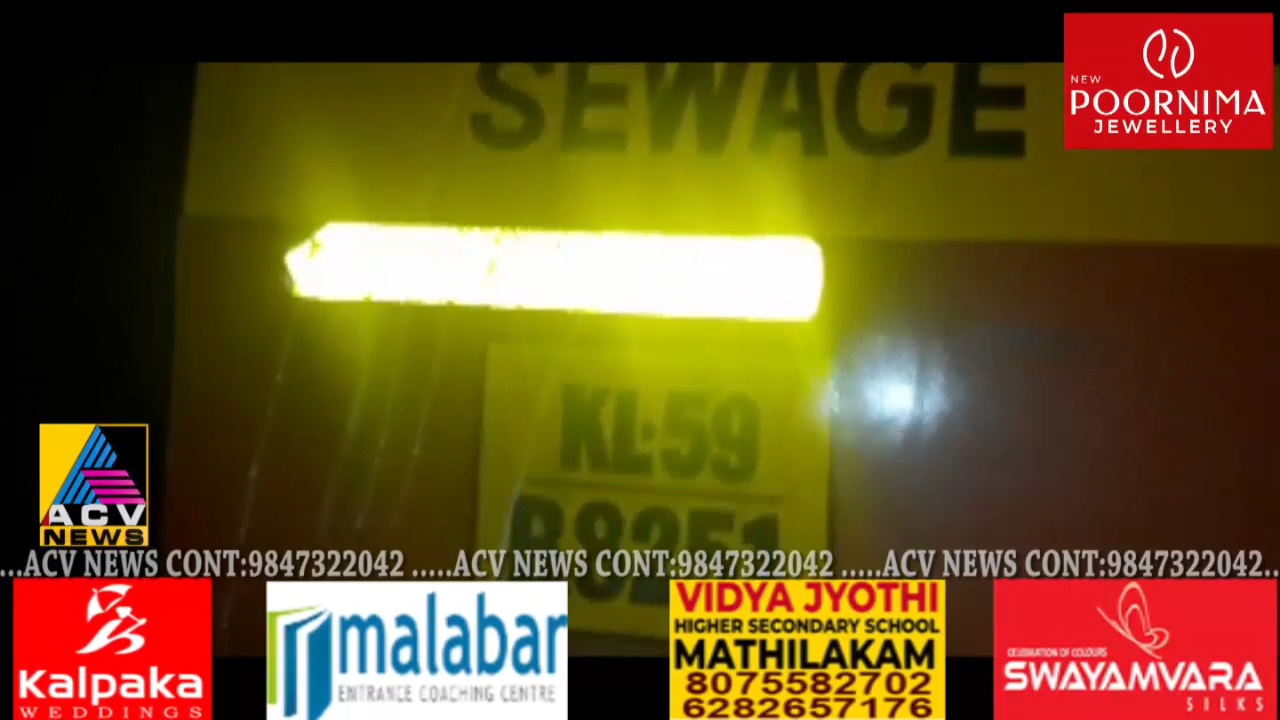 SEWAGE
NEW
POORNIMA
JEWELLERY
KL·59
B8251
ACV
NEWS
...ACV NEWS CONT:9847322042 .....ACV NEWS CONT:9847322042 .....ACV NEWS CONT:9847322042..
Kalpaka
WEDDINGS
malabar
ENTRANCE COACHING CENTRE
VIDYA JYOTHI
HIGHER SECONDARY SCHOOL
MATHILAKAM
8075582702
6282657176
CELEBRATION OF COLOURS
SWAYAMVARA
SILKS